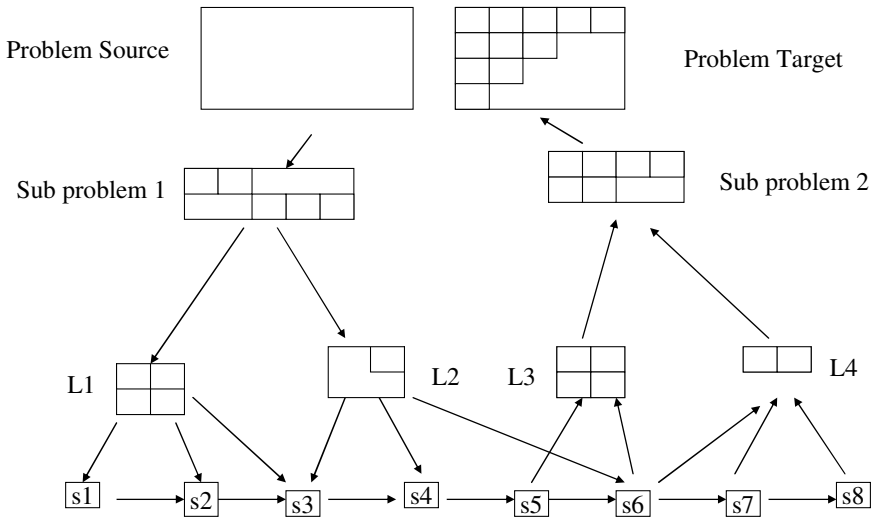 Problem Source
Problem Target
Sub problem 1
Sub problem 2
L1
L2
L3
L4
s1
s2
s3
s4
s5
s6
s7
s8